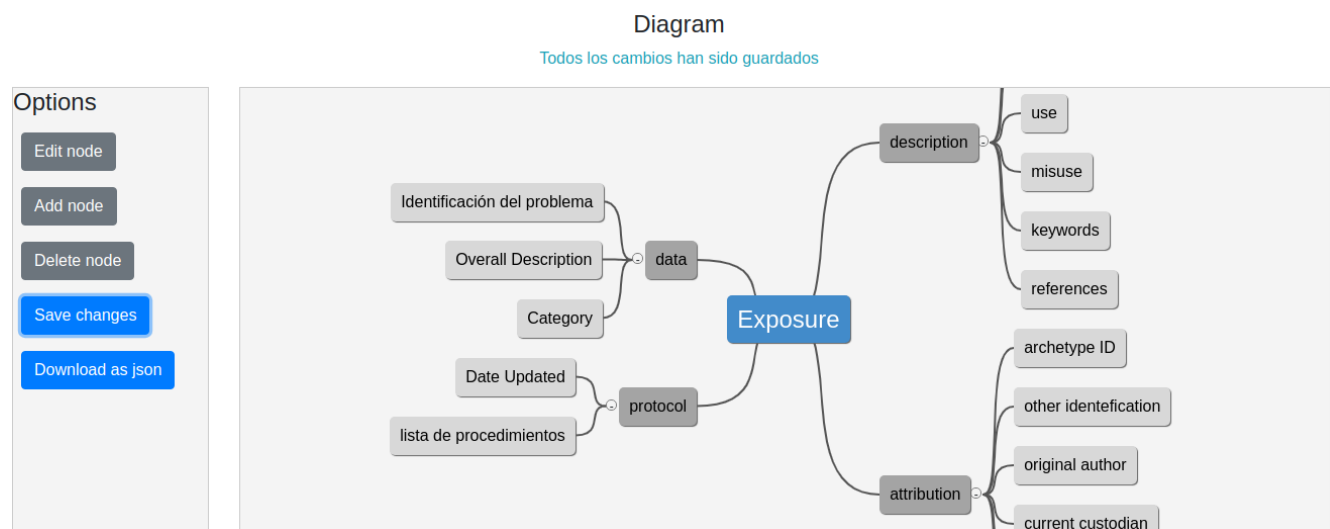 Diagram
Todos los cambios han sido guardados
Options
Edit node
Add node
Delete node
Save changes
Download as json
Identificación del problema
Overall Description
Category
data
Date Updated
lista de procedimientos
protocol
Exposure
description
use
misuse
keywords
references
attribution
archetype ID
other identefication
original author
current custodian